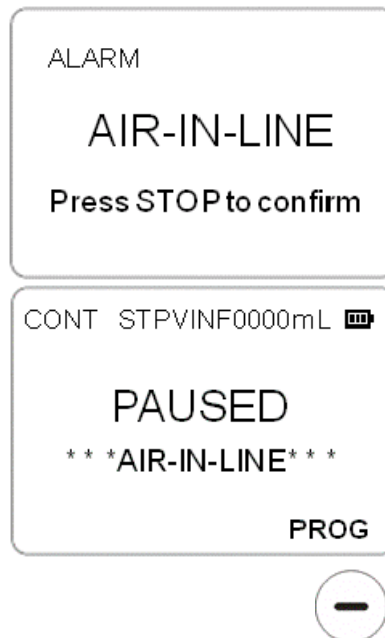 ALARM
AIR-IN-LINE
Press STOP to confirm
CONT STPVINF0000mL
PAUSED
* * *AIR-IN-LINE* * *
PROG